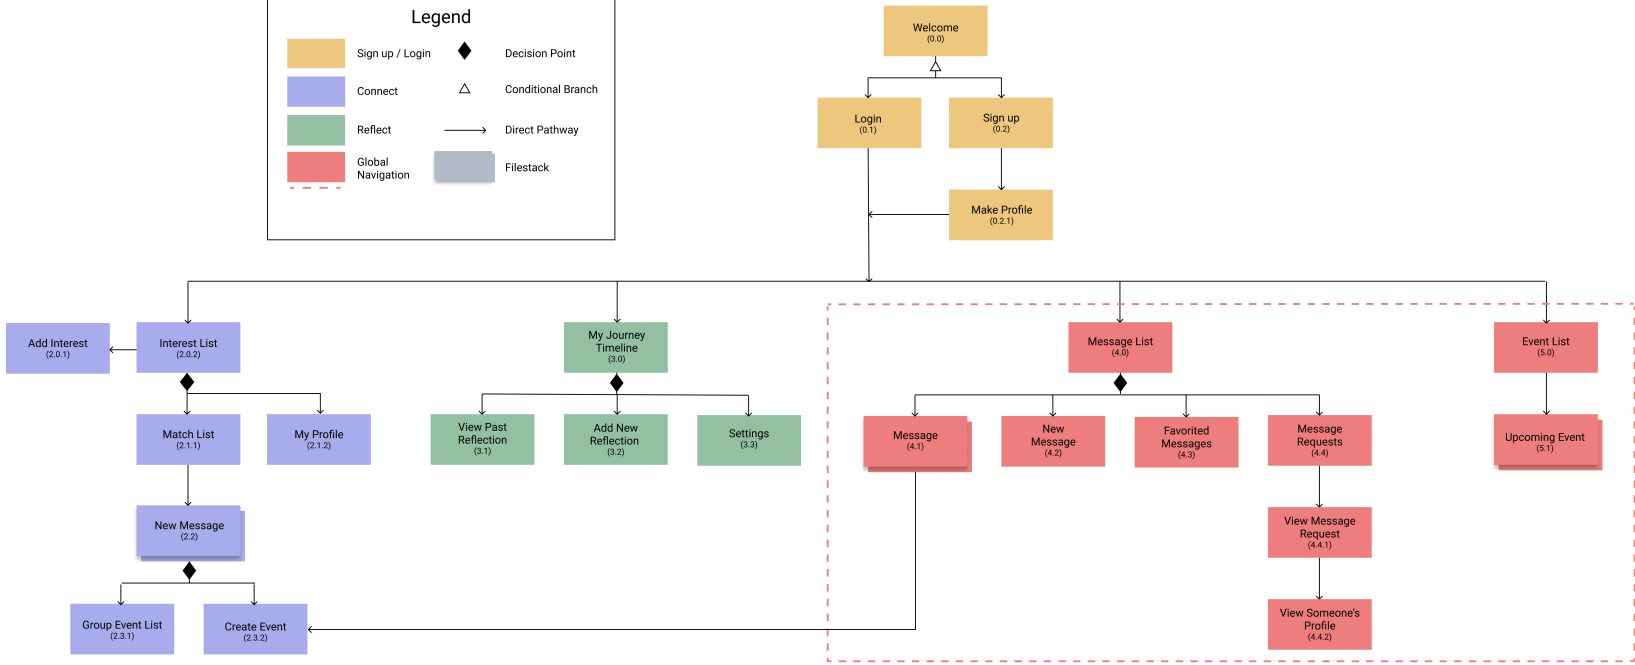 Legend
Sign up / Login
Decision Point
Connect
Conditional Branch
Reflect
Direct Pathway
Global
Navigation
Filestack
Welcome
(0.0)
Login
(0.1)
Sign up
(0.2)
Make Profile
(0.2.1)
Add Interest
(2.0.1)
Interest List
(2.0.2)
Match List
(2.1.1)
My Profile
(2.1.2)
New Message
(2.2)
Group Event List
(2.3.1)
Create Event
(2.3.2)
My Journey
Timeline
(3.0)
View Past
Reflection
(3.1)
Add New
Reflection
(3.2)
Settings
(3.3)
Message List
(4.0)
Message
(4.1)
New
Message
(4.2)
Favorited
Messages
(4.3)
Message
Requests
(4.4)
View Message
Request
(4.4.1)
View Someone's
Profile
(4.4.2)
Event List
(5.0)
Upcoming Event
(5.1)